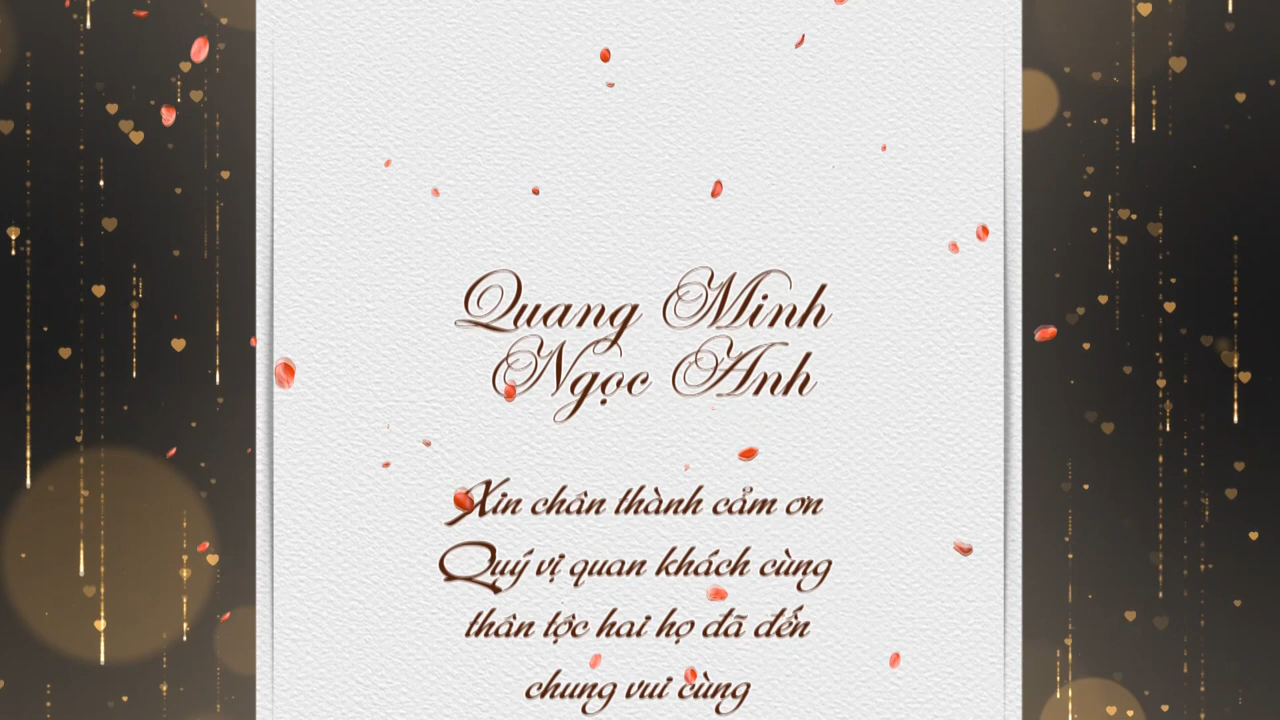 Quang Minh
Ngọc Anh
Xin chân thành cảm ơn
Quý vị quan khách cùng
thân tộc hai họ đã đến
chung vui cùng